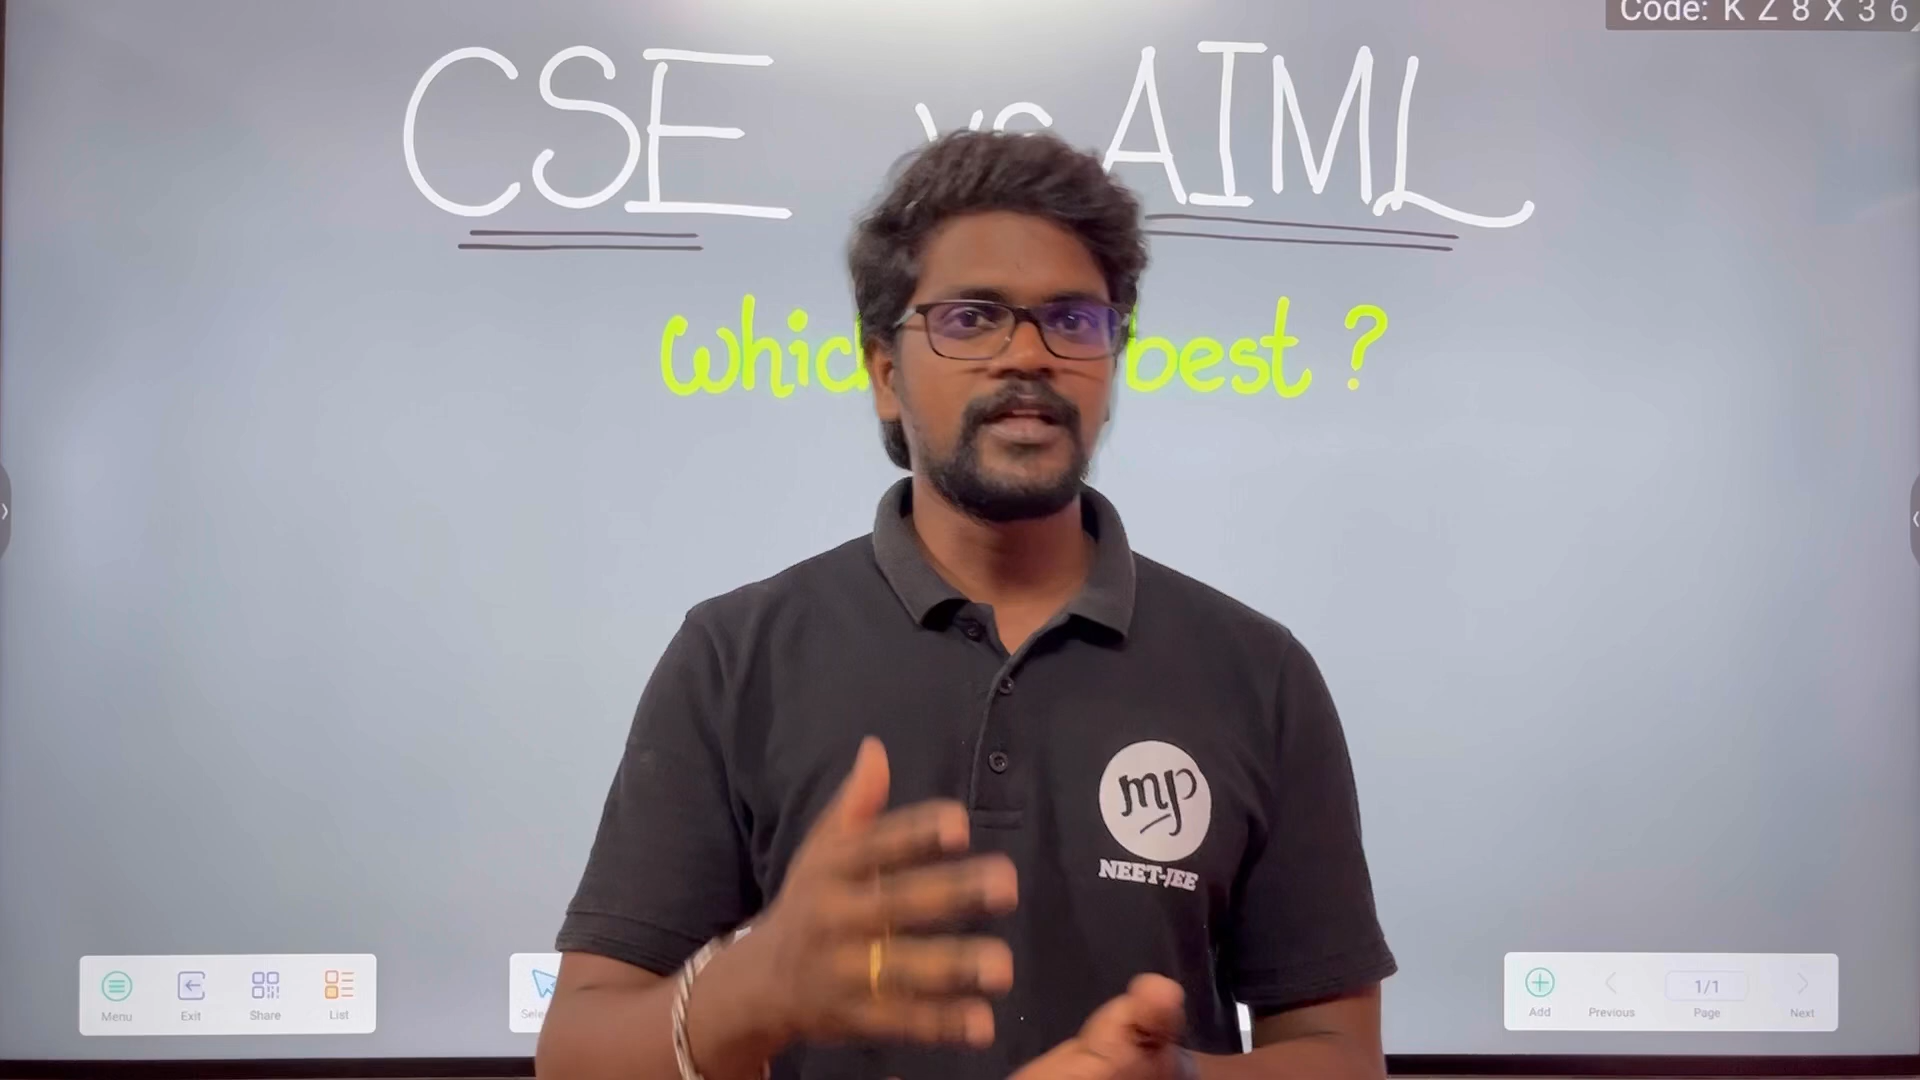 Code: K Z 8 X 3 6
CSE vs AIML
best ?
mp
NEET-JEE
Menu
Exit
Share
List
Add
Previous
1/1
Page
Next